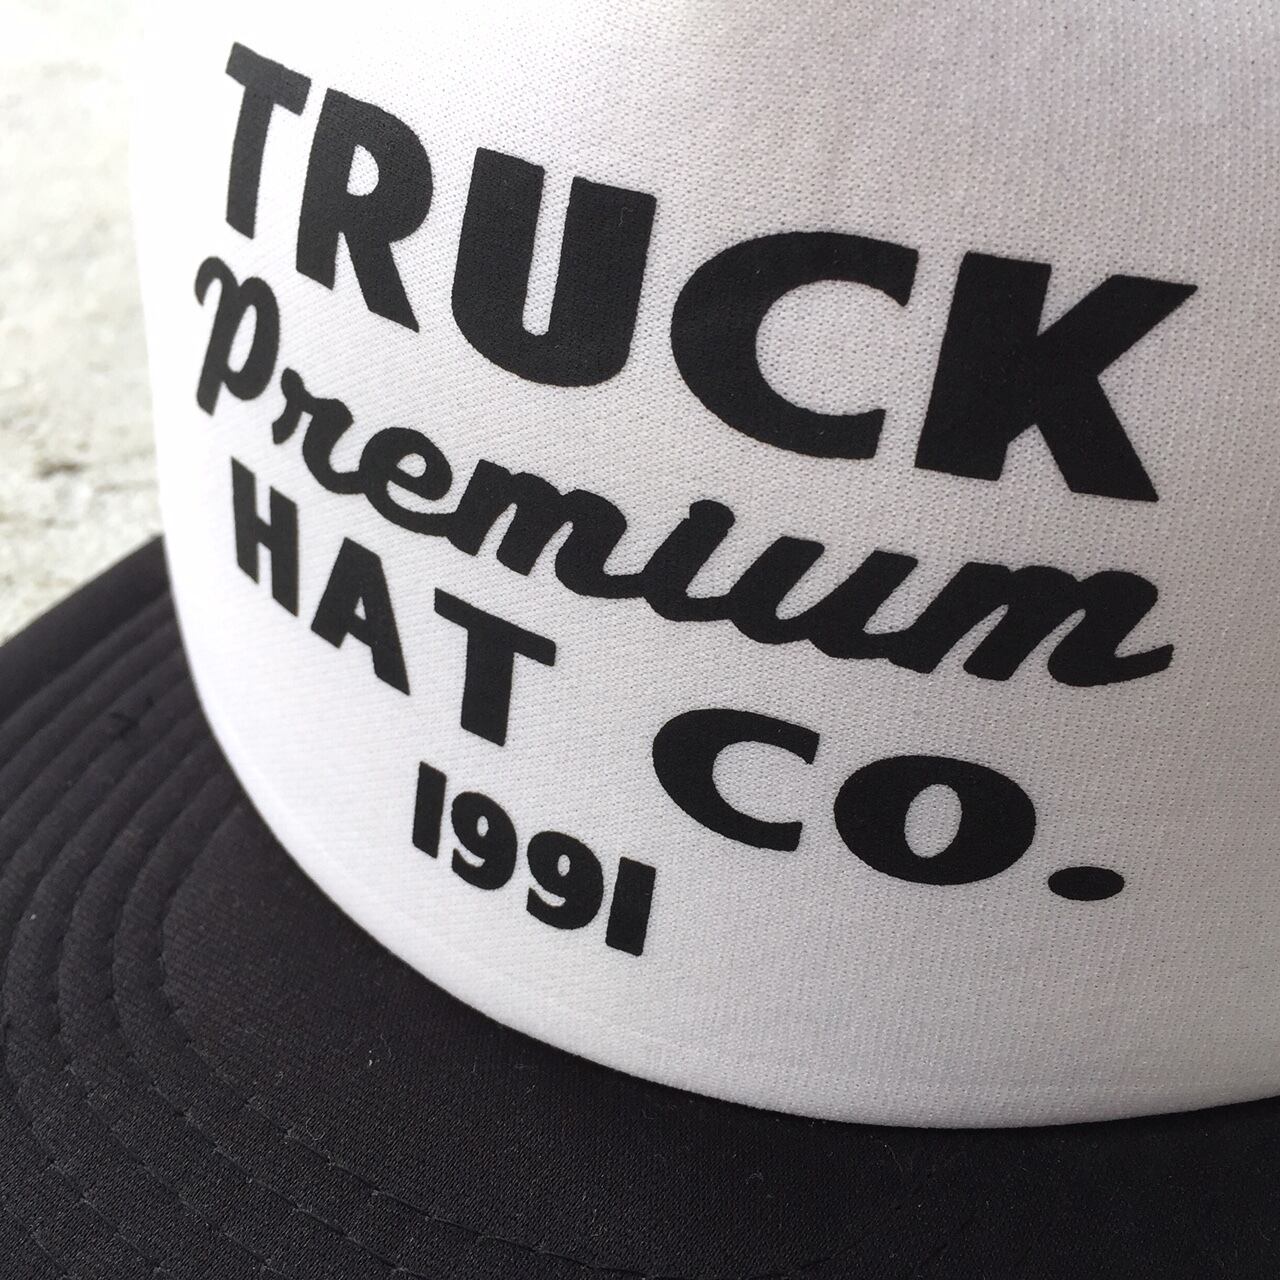 TRUCK
Premium
HAT CO.
1991